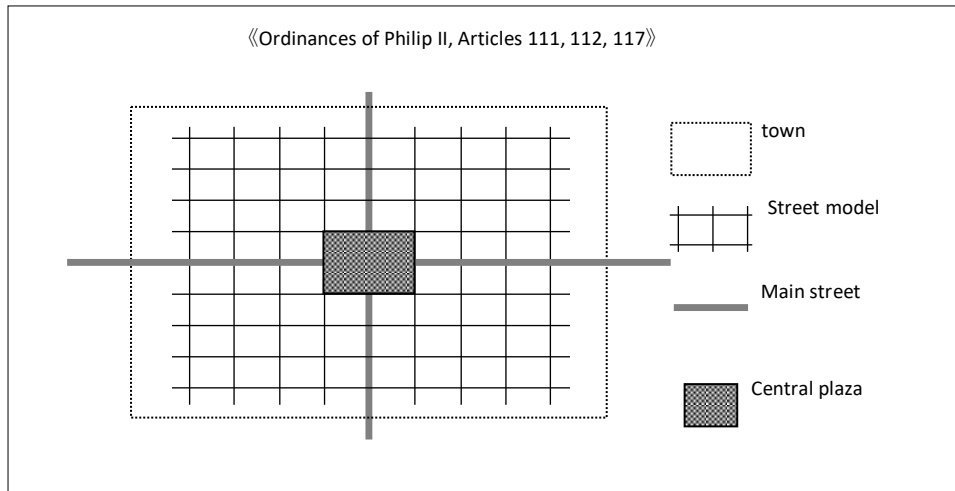 《Ordinances of Philip II, Articles 111, 112, 117》
town
Street model
Main street
Central plaza